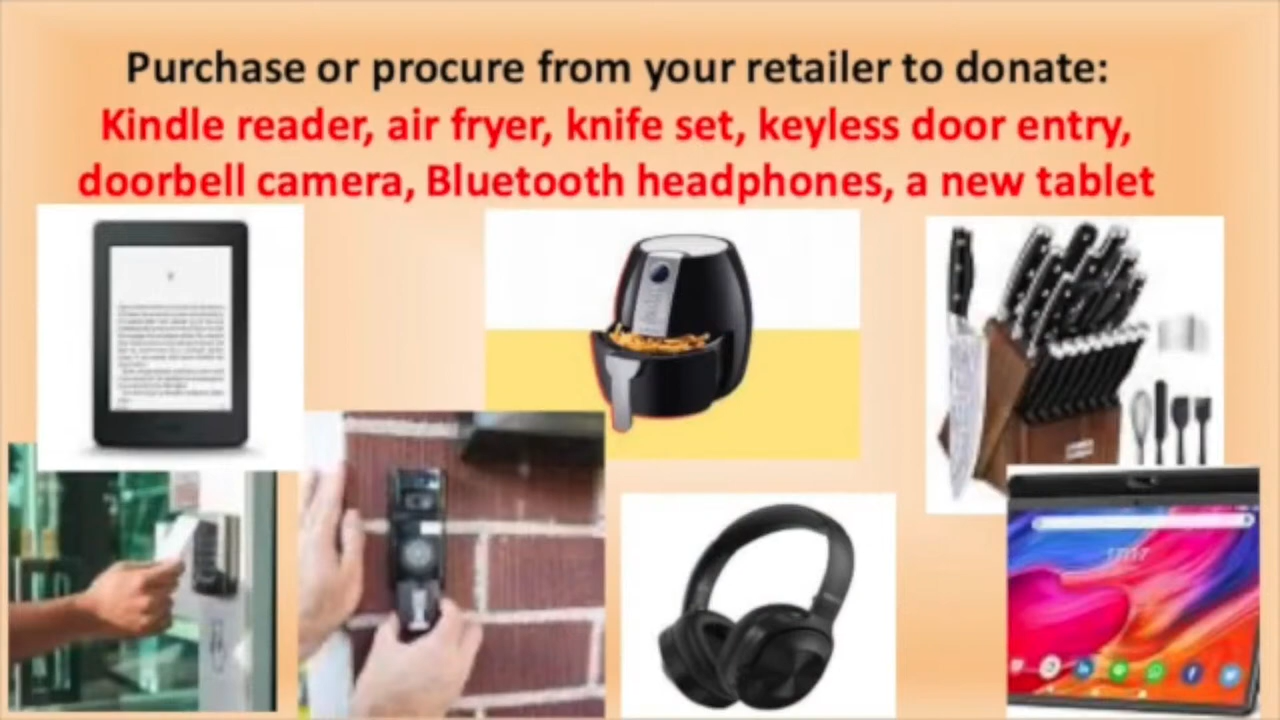 Purchase or procure from your retailer to donate:
Kindle reader, air fryer, knife set, keyless door entry,
doorbell camera, Bluetooth headphones, a new tablet